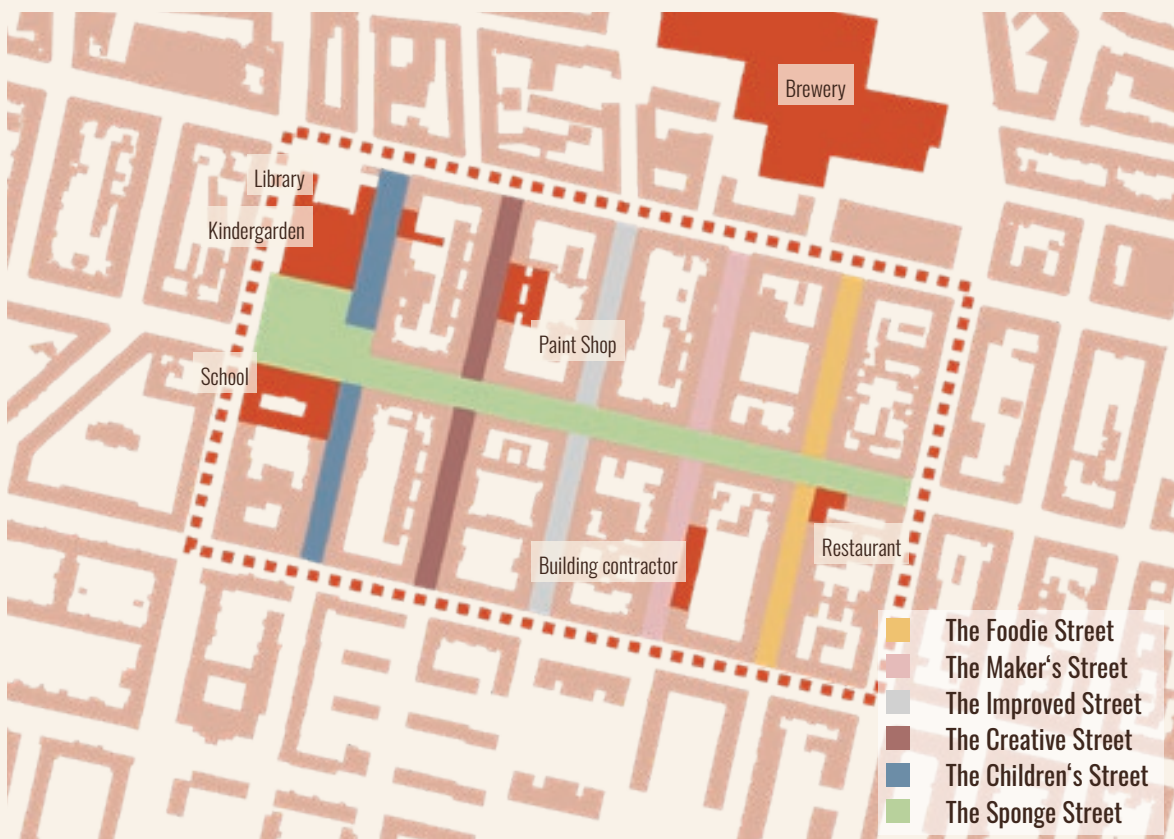 Brewery
Library
Kindergarden
Paint Shop
School
Restaurant
Building contractor
The Foodie Street
The Maker‘s Street
The Improved Street
The Creative Street
The Children‘s Street
The Sponge Street